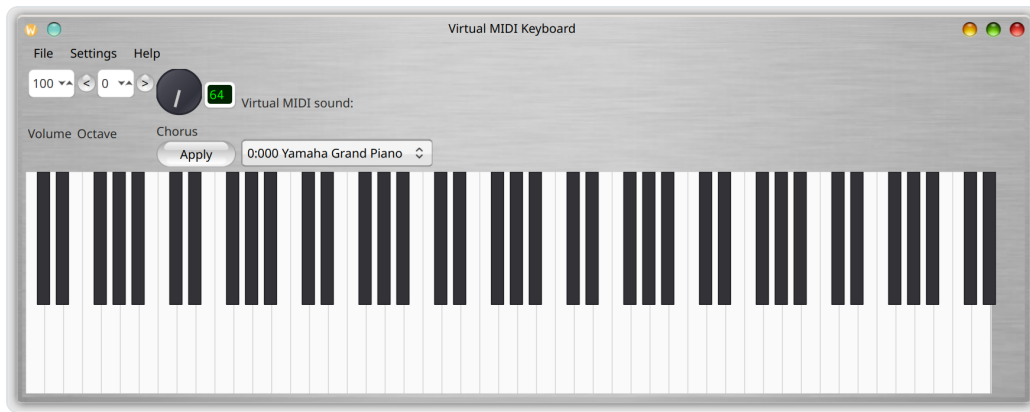 Virtual MIDI Keyboard
File Settings Help
100 < 0 > 64
Virtual MIDI sound:
Volume Octave Chorus
Apply 0:000 Yamaha Grand Piano